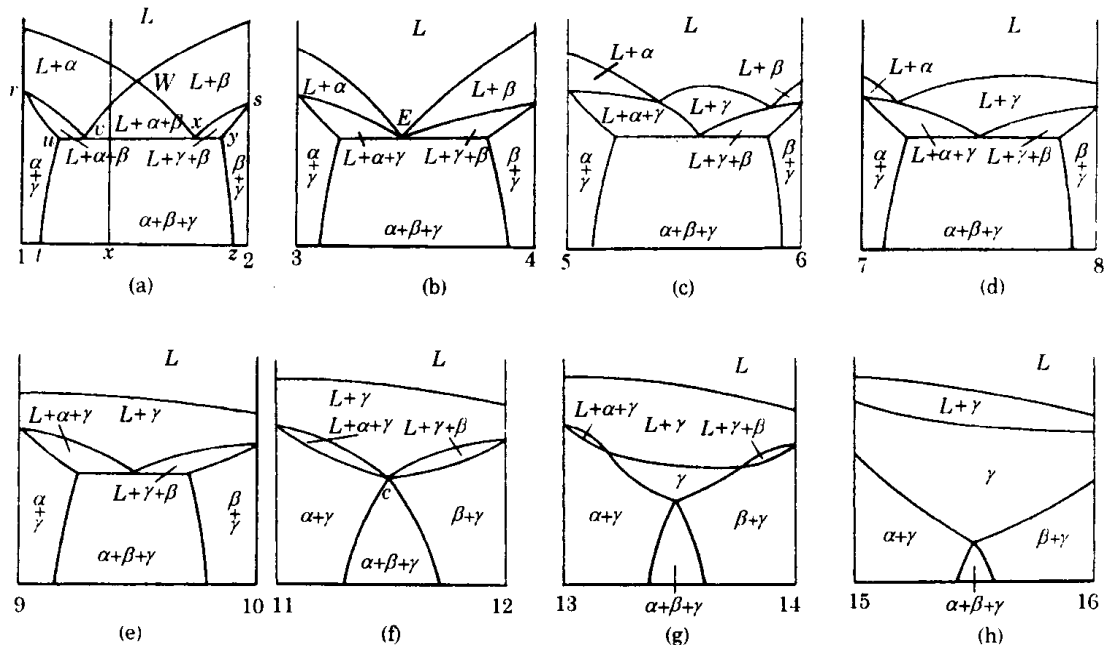 L
L+α
W
L+β
r
s
u
v
L+α+β
x
y
L+α+β
L+γ+β
α+γ
β+γ
α+β+γ
1
t
x
z
2
(a)
L
L+α
L+β
E
L+α+γ
L+γ+β
α+γ
β+γ
α+β+γ
3
4
(b)
L
L+α
L+β
L+α+γ
L+γ
L+γ+β
α+γ
β+γ
α+β+γ
5
6
(c)
L
L+α
L+γ
L+α+γ
L+γ+β
α+γ
β+γ
α+β+γ
7
8
(d)
L
L+α+γ
L+γ
L+γ+β
α+γ
β+γ
α+β+γ
9
10
(e)
L
L+γ
L+α+γ
L+γ+β
c
α+γ
β+γ
α+β+γ
11
12
(f)
L
L+α+γ
L+γ
L+γ+β
γ
α+γ
β+γ
13
14
α+β+γ
(g)
L
L+γ
γ
α+γ
β+γ
15
16
α+β+γ
(h)